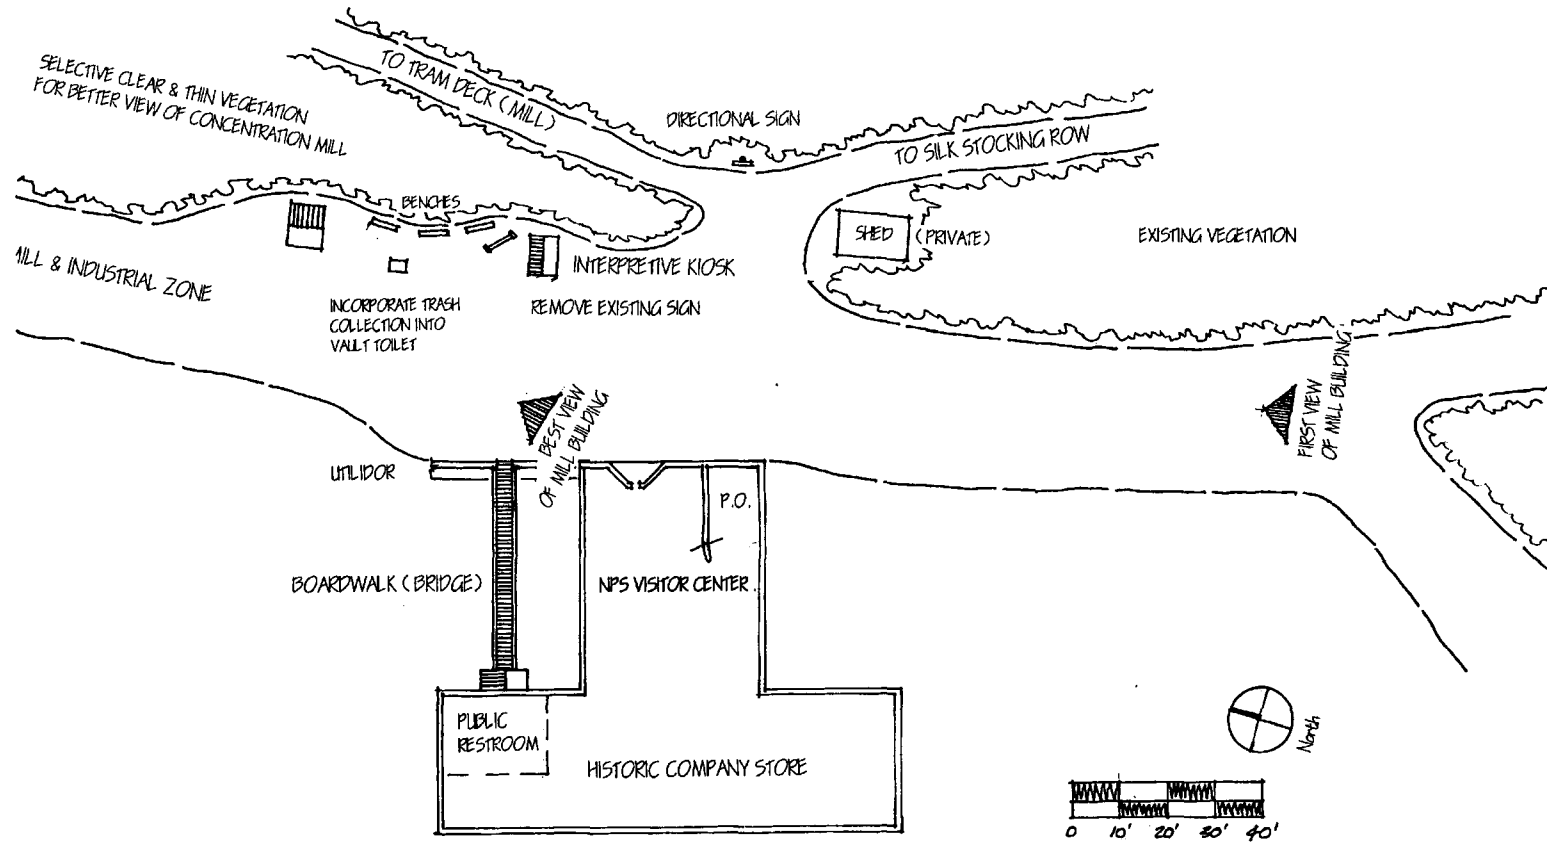 SELECTIVE CLEAR & THIN VEGETATION
FOR BETTER VIEW OF CONCENTRATION MILL
TO TRAM DECK (MILL)
DIRECTIONAL SIGN
TO SILK STOCKING ROW
BENCHES
SHED
(PRIVATE)
EXISTING VEGETATION
MILL & INDUSTRIAL ZONE
INTERPRETIVE KIOSK
INCORPORATE TRASH
COLLECTION INTO
VAULT TOILET
REMOVE EXISTING SIGN
BEST VIEW
OF MILL BUILDING
FIRST VIEW
OF MILL BUILDING
UTILIDOR
P.O.
BOARDWALK (BRIDGE)
NPS VISITOR CENTER
PUBLIC
RESTROOM
HISTORIC COMPANY STORE
North
0 10' 20' 30' 40'